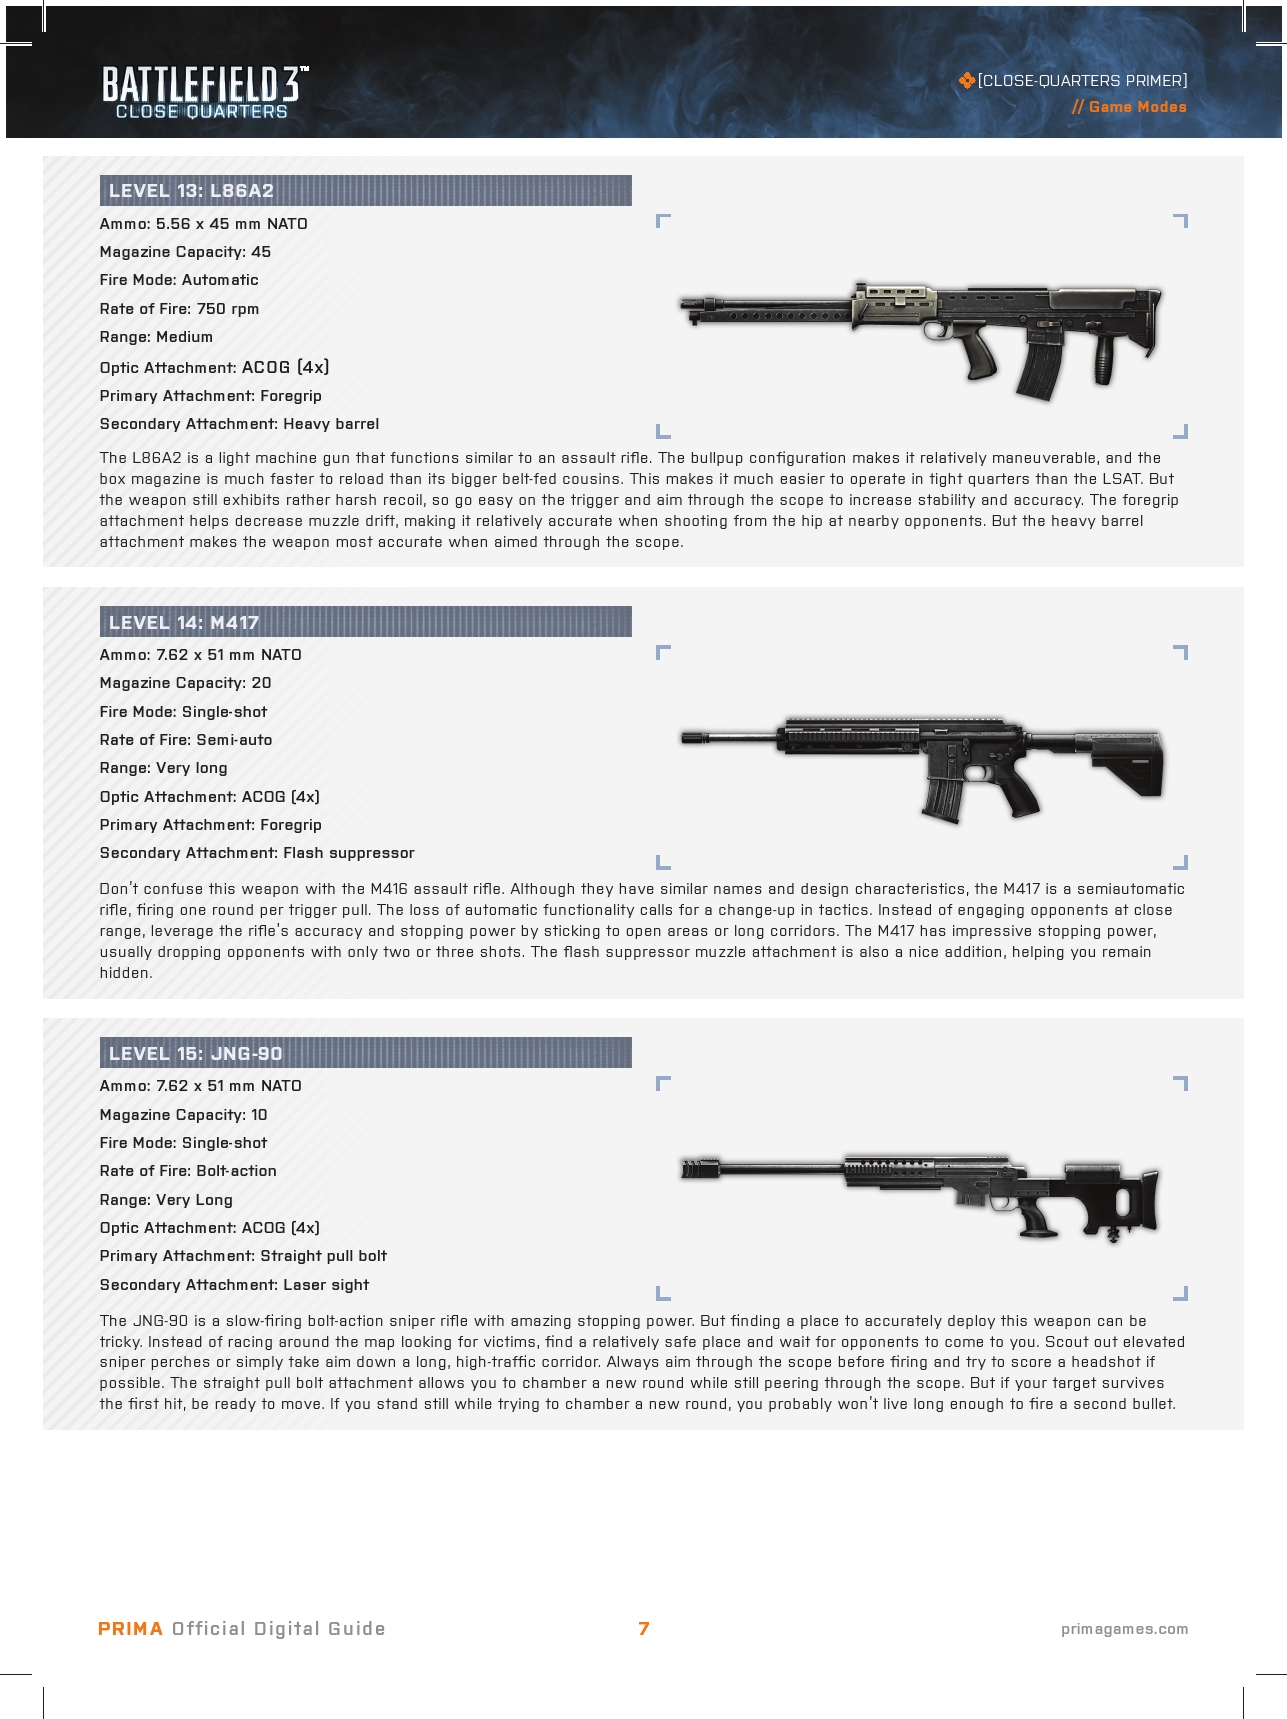 BATTLEFIELD 3™
CLOSE QUARTERS
[CLOSE-QUARTERS PRIMER]
// Game Modes
LEVEL 13: L86A2
Ammo: 5.56 x 45 mm NATO
Magazine Capacity: 45
Fire Mode: Automatic
Rate of Fire: 750 rpm
Range: Medium
Optic Attachment: ACOG (4x)
Primary Attachment: Foregrip
Secondary Attachment: Heavy barrel
The L86A2 is a light machine gun that functions similar to an assault rifle. The bullpup configuration makes it relatively maneuverable, and the
box magazine is much faster to reload than its bigger belt-fed cousins. This makes it much easier to operate in tight quarters than the LSAT. But
the weapon still exhibits rather harsh recoil, so go easy on the trigger and aim through the scope to increase stability and accuracy. The foregrip
attachment helps decrease muzzle drift, making it relatively accurate when shooting from the hip at nearby opponents. But the heavy barrel
attachment makes the weapon most accurate when aimed through the scope.
LEVEL 14: M417
Ammo: 7.62 x 51 mm NATO
Magazine Capacity: 20
Fire Mode: Single-shot
Rate of Fire: Semi-auto
Range: Very long
Optic Attachment: ACOG (4x)
Primary Attachment: Foregrip
Secondary Attachment: Flash suppressor
Don't confuse this weapon with the M416 assault rifle. Although they have similar names and design characteristics, the M417 is a semiautomatic
rifle, firing one round per trigger pull. The loss of automatic functionality calls for a change-up in tactics. Instead of engaging opponents at close
range, leverage the rifle's accuracy and stopping power by sticking to open areas or long corridors. The M417 has impressive stopping power,
usually dropping opponents with only two or three shots. The flash suppressor muzzle attachment is also a nice addition, helping you remain
hidden.
LEVEL 15: JNG-90
Ammo: 7.62 x 51 mm NATO
Magazine Capacity: 10
Fire Mode: Single-shot
Rate of Fire: Bolt-action
Range: Very Long
Optic Attachment: ACOG (4x)
Primary Attachment: Straight pull bolt
Secondary Attachment: Laser sight
The JNG-90 is a slow-firing bolt-action sniper rifle with amazing stopping power. But finding a place to accurately deploy this weapon can be
tricky. Instead of racing around the map looking for victims, find a relatively safe place and wait for opponents to come to you. Scout out elevated
sniper perches or simply take aim down a long, high-traffic corridor. Always aim through the scope before firing and try to score a headshot if
possible. The straight pull bolt attachment allows you to chamber a new round while still peering through the scope. But if your target survives
the first hit, be ready to move. If you stand still while trying to chamber a new round, you probably won't live long enough to fire a second bullet.
PRIMA Official Digital Guide
7
primagames.com